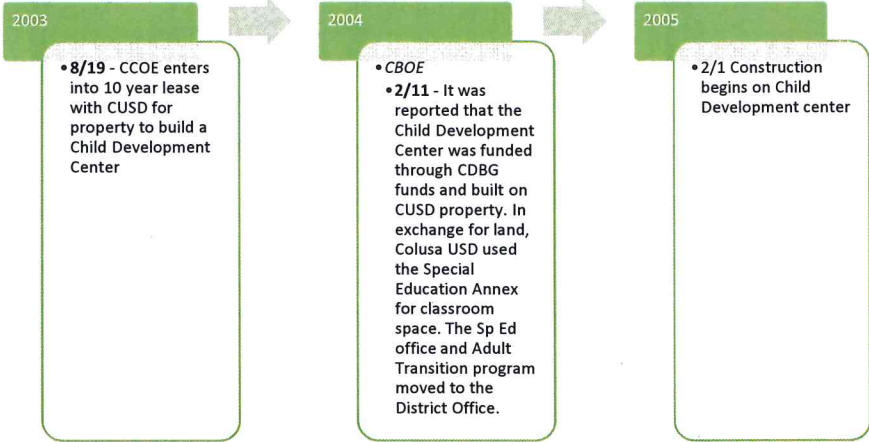 2003
• 8/19 - CCOE enters
into 10 year lease
with CUSD for
property to build a
Child Development
Center
2004
• CBOE
• 2/11 - It was
reported that the
Child Development
Center was funded
through CDBG
funds and built on
CUSD property. In
exchange for land,
Colusa USD used
the Special
Education Annex
for classroom
space. The Sp Ed
office and Adult
Transition program
moved to the
District Office.
2005
• 2/1 Construction
begins on Child
Development center